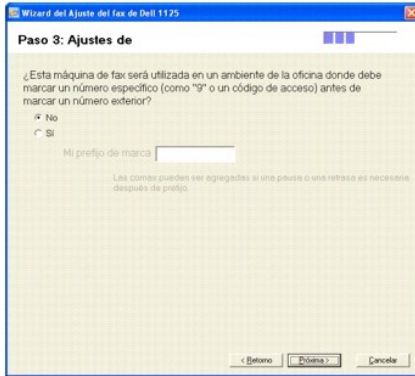 Wizard del Ajuste del fax de Dell 1125
Paso 3: Ajustes de
¿Esta máquina de fax será utilizada en un ambiente de la oficina donde debe
marcar un número específico (como "9" o un código de acceso) antes de
marcar un número exterior?
No
Sí
Mi prefijo de marca
Las comas pueden ser agregadas si una pausa o una retrasa es necesaria
después de prefijo.
< Retorno
Próxima >
Cancelar